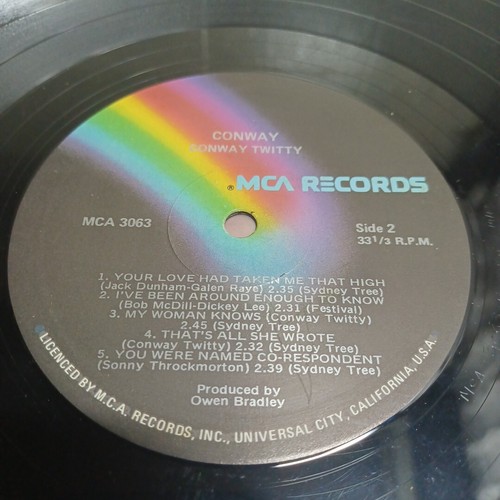 CONWAY
CONWAY TWITTY
® MCA RECORDS
MCA 3063
Side 2
33 1/3 R.P.M.
1. YOUR LOVE HAD TAKEN ME THAT HIGH
(Jack Dunham-Galen Raye) 2.35 (Sydney Tree)
2. I'VE BEEN AROUND ENOUGH TO KNOW
(Bob McDill-Dickey Lee) 2.31 (Festival)
3. MY WOMAN KNOWS (Conway Twitty)
2.45 (Sydney Tree)
4. THAT'S ALL SHE WROTE
(Conway Twitty) 2.32 (Sydney Tree)
5. YOU WERE NAMED CO-RESPONDENT
(Sonny Throckmorton) 2.39 (Sydney Tree)
Produced by
Owen Bradley
LICENCED BY M.C.A. RECORDS, INC., UNIVERSAL CITY, CALIFORNIA, U.S.A.